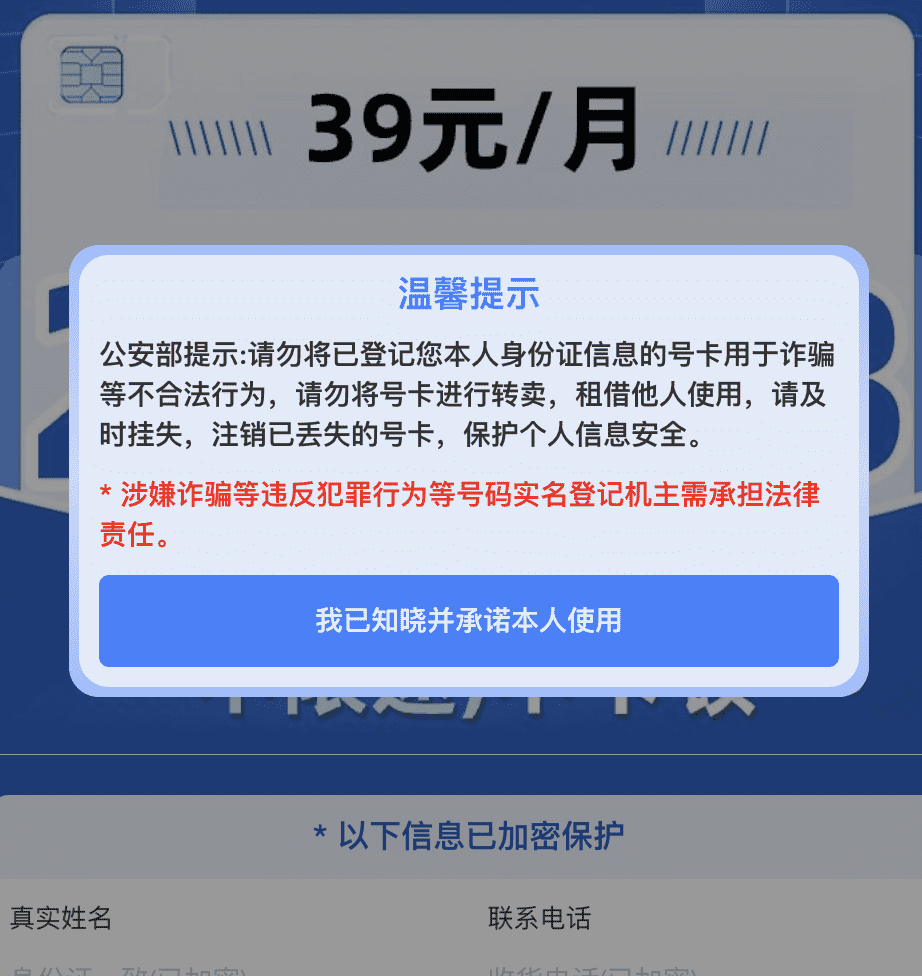 39元/月
温馨提示
公安部提示:请勿将已登记您本人身份证信息的号卡用于诈骗
等不合法行为，请勿将号卡进行转卖，租借他人使用，请及
时挂失，注销已丢失的号卡，保护个人信息安全。
* 涉嫌诈骗等违反犯罪行为等号码实名登记机主需承担法律
责任。
我已知晓并承诺本人使用
* 以下信息已加密保护
真实姓名
联系电话